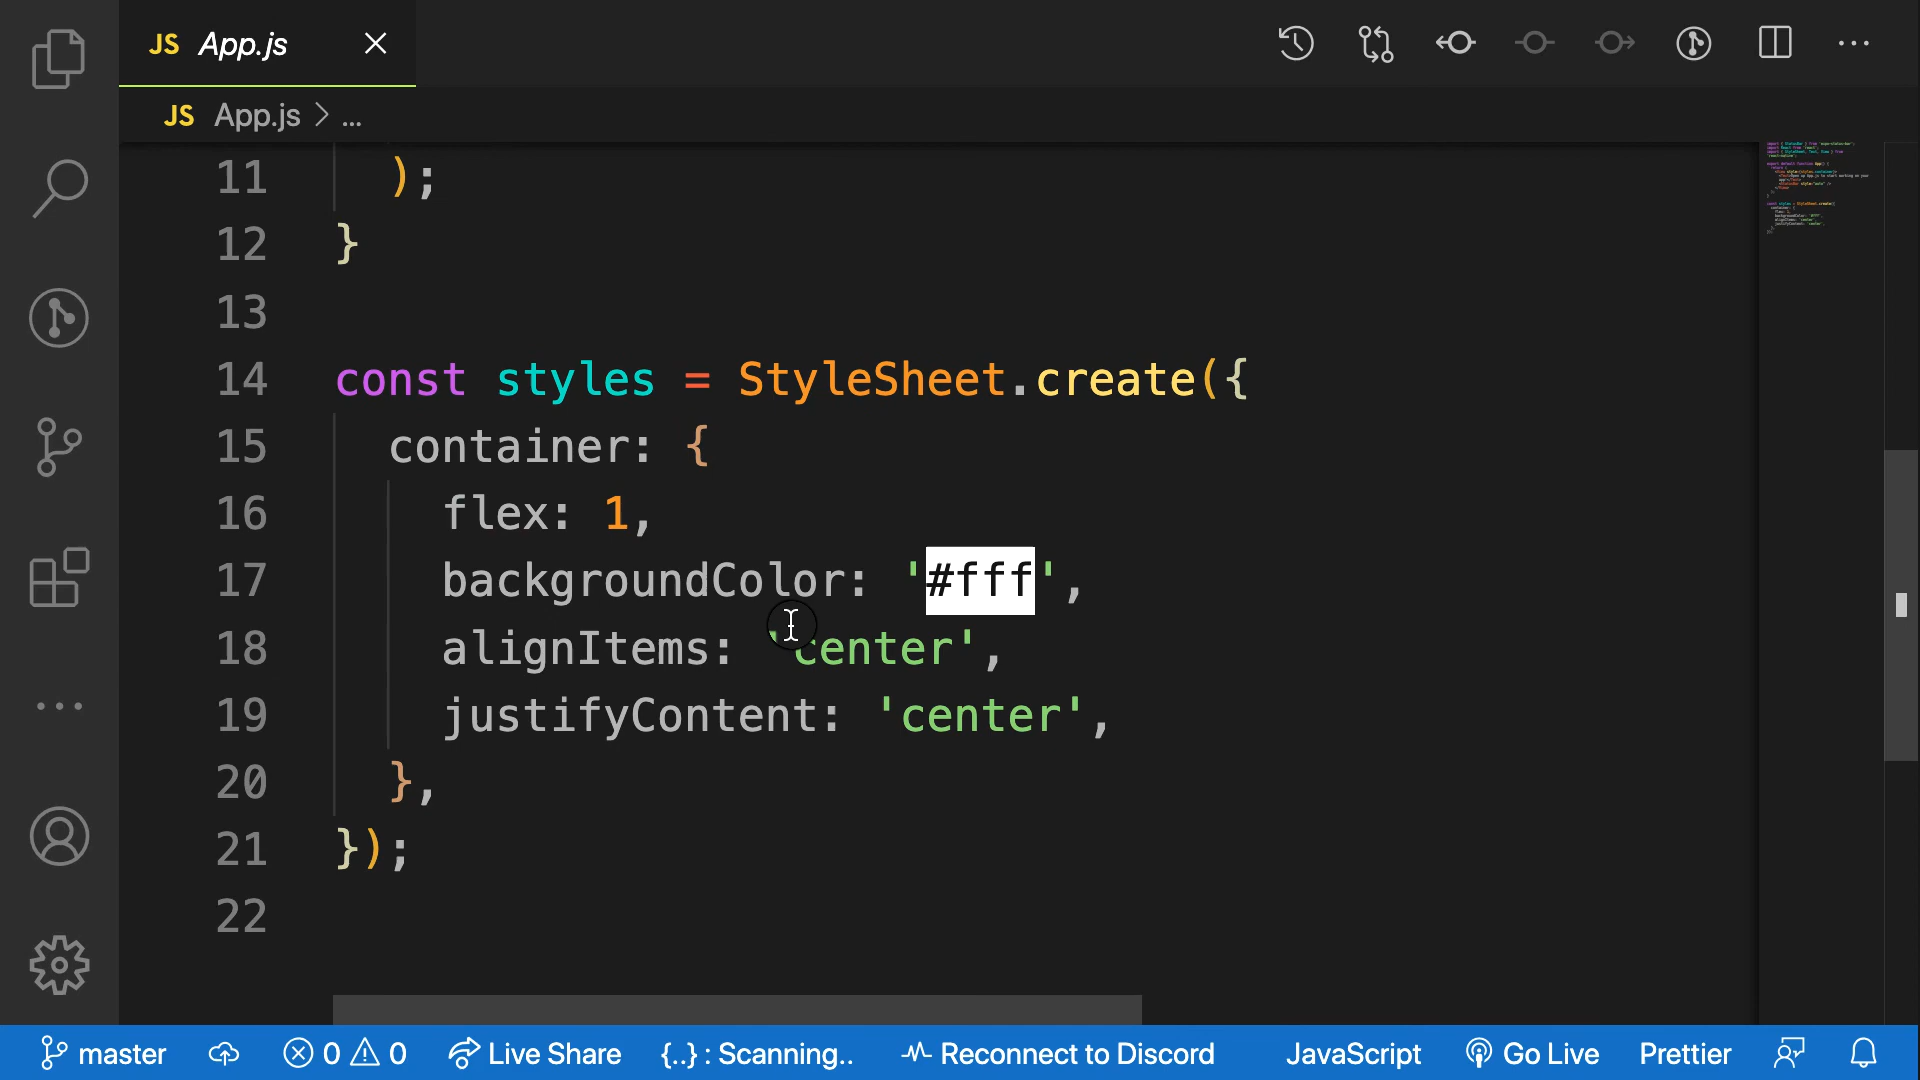 JS App.js
JS App.js > ...
11 );
12 }
13
14 const styles = StyleSheet.create({
15 container: {
16 flex: 1,
17 backgroundColor: '#fff',
18 alignItems: 'center',
19 justifyContent: 'center',
20 },
21 });
22
master 0 0 Live Share {..} : Scanning.. Reconnect to Discord JavaScript Go Live Prettier